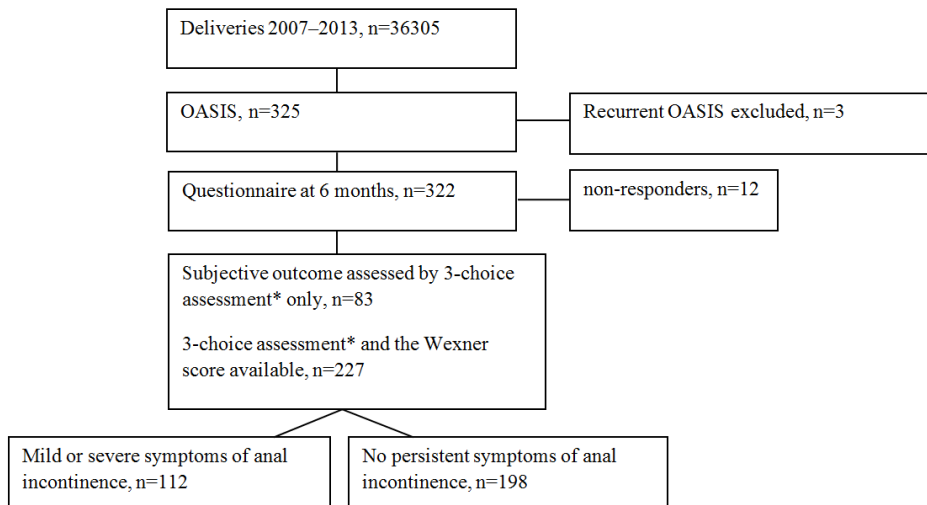 Deliveries 2007–2013, n=36305
OASIS, n=325
Recurrent OASIS excluded, n=3
Questionnaire at 6 months, n=322
non-responders, n=12
Subjective outcome assessed by 3-choice
assessment* only, n=83
3-choice assessment* and the Wexner
score available, n=227
Mild or severe symptoms of anal
incontinence, n=112
No persistent symptoms of anal
incontinence, n=198